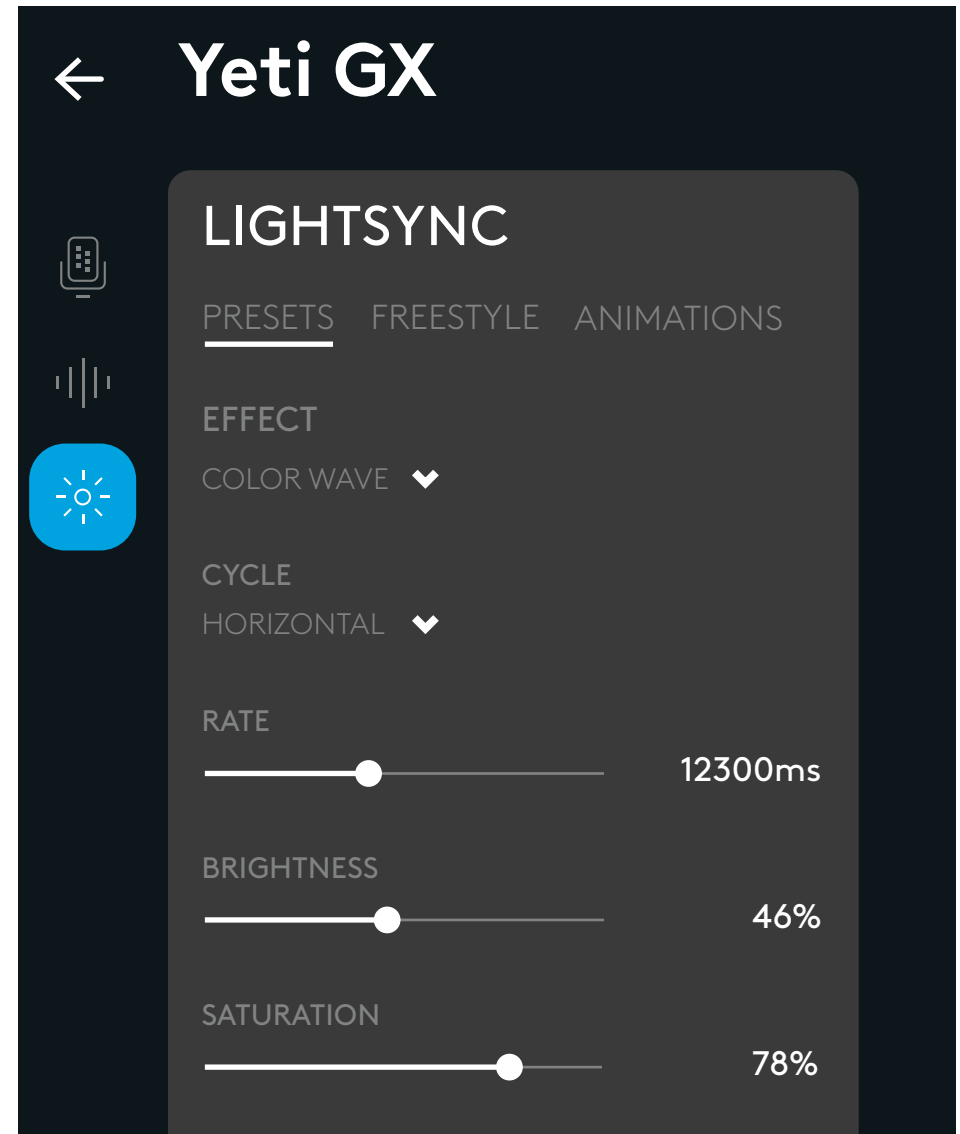 Yeti GX
LIGHTSYNC
PRESETS FREESTYLE ANIMATIONS
EFFECT
COLOR WAVE
CYCLE
HORIZONTAL
RATE
12300ms
BRIGHTNESS
46%
SATURATION
78%